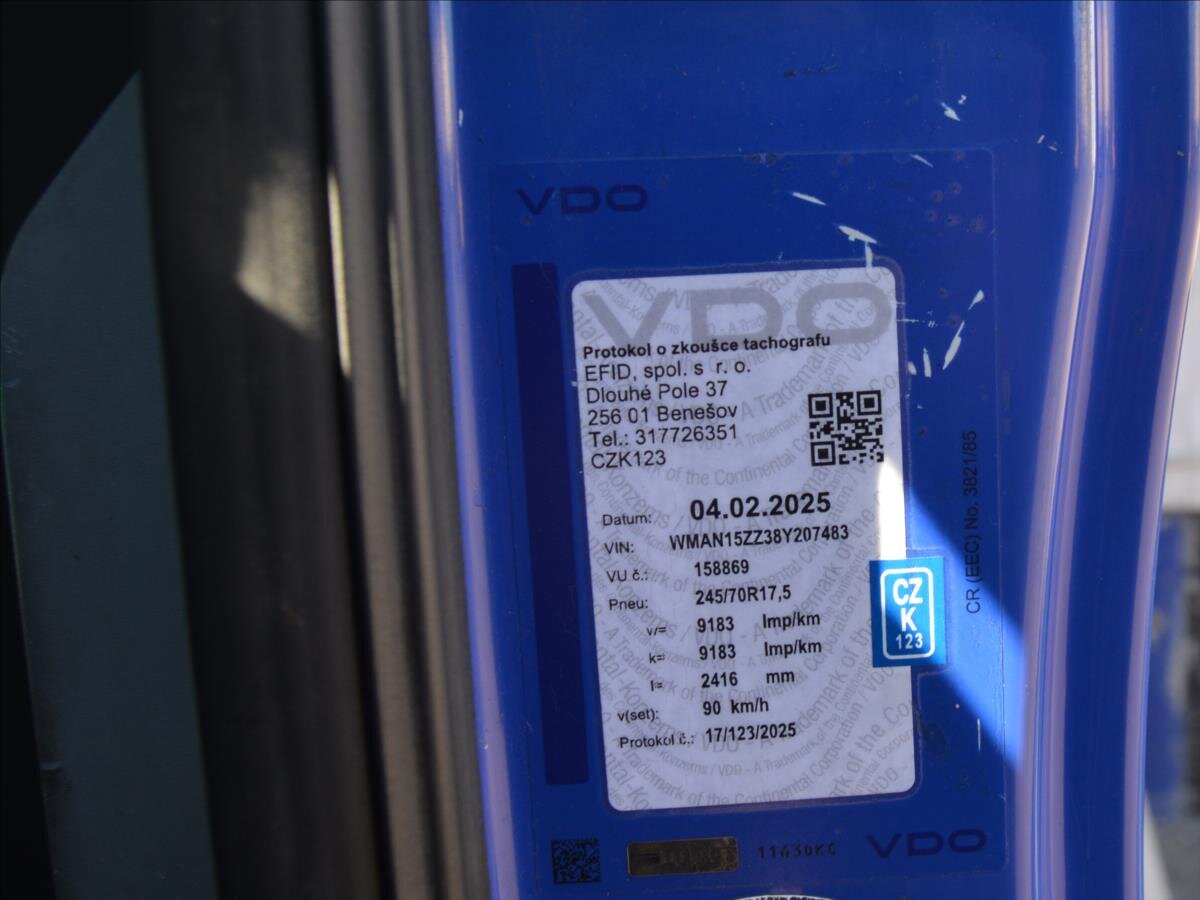 VDO
VDO
Protokol o zkoušce tachografu
EFID, spol. s r. o.
Dlouhé Pole 37
256 01 Benešov
Tel.: 317726351
CZK123
Datum: 04.02.2025
VIN: WMAN15ZZ38Y207483
VU č.: 158869
Pneu: 245/70R17,5
w= 9183 Imp/km
k= 9183 Imp/km
l= 2416 mm
v(set): 90 km/h
Protokol č.: 17/123/2025
CZ
K
123
CR (EEC) No. 3821/85
11630KC
VDO